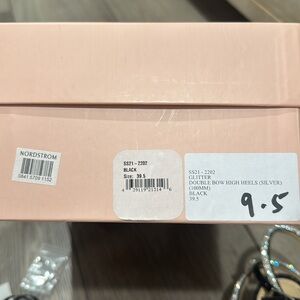 NORDSTROM
SS21 - 2202
BLACK
Size: 39.5
SS21 - 2202
GLITTER
DOUBLE BOW HIGH HEELS (SILVER)
(100MM)
BLACK
39.5
9.5